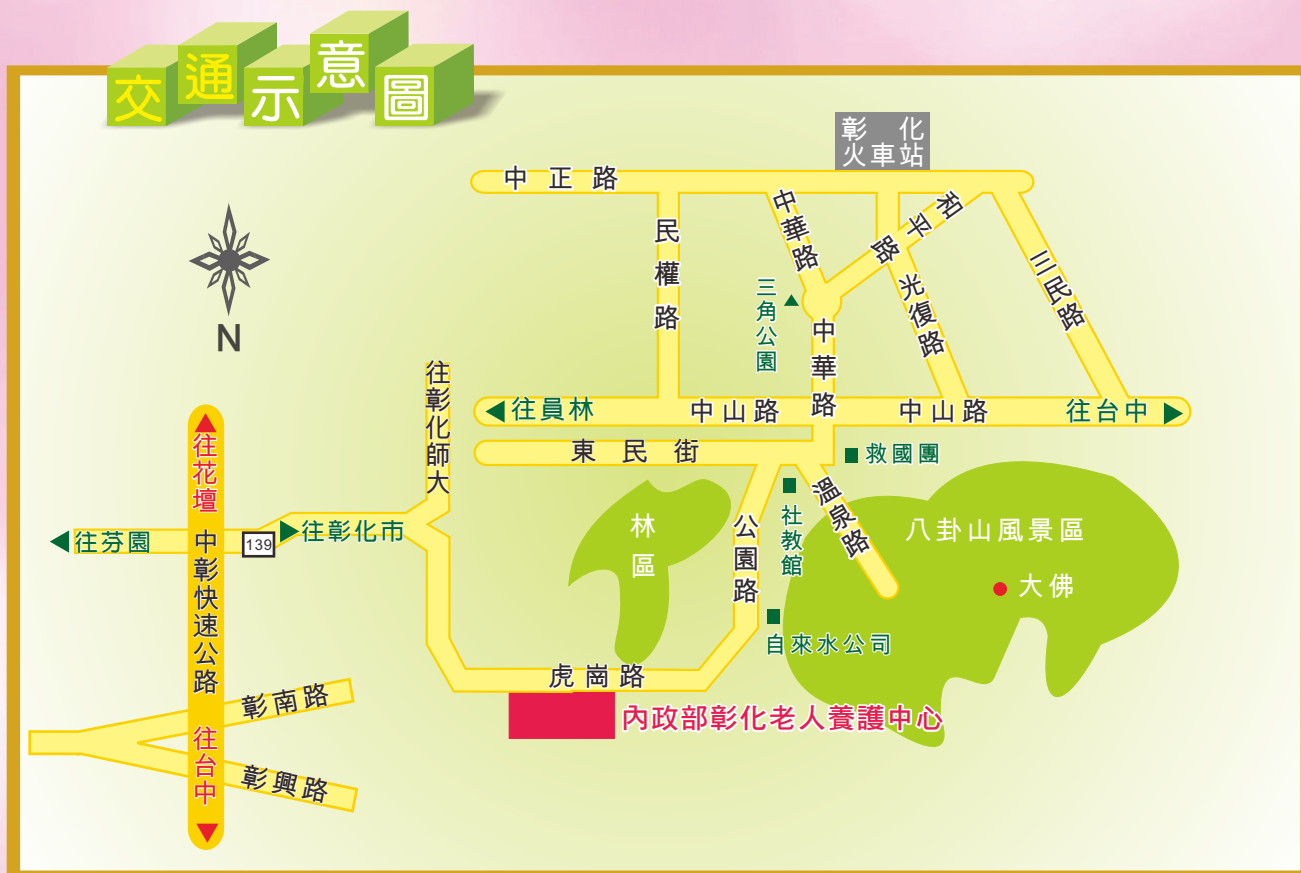 交通示意圖
彰化
火車站
中正路
民權路
中華路
和平路
光復路
三民路
三角公園
中華路
N
往彰化師大
往員林
中山路
中山路
往台中
東民街
救國團
往花壇
中彰快速公路
往台中
往芬園
139
往彰化市
林區
公園路
社教館
溫泉路
八卦山風景區
大佛
自來水公司
虎崗路
內政部彰化老人養護中心
彰南路
彰興路